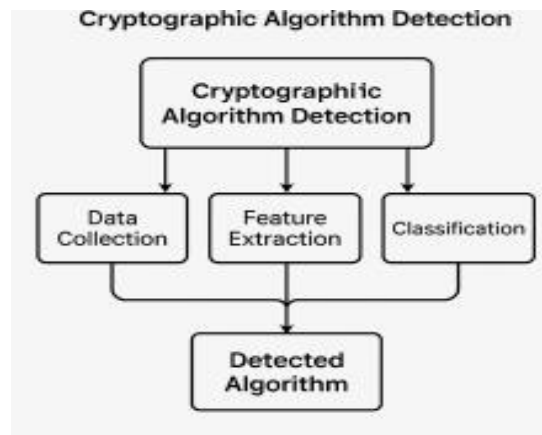 Cryptographic Algorithm Detection
Cryptographiic
Algorithm Detection
Data
Collection
Feature
Extraction
Classification
Detected
Algorithm